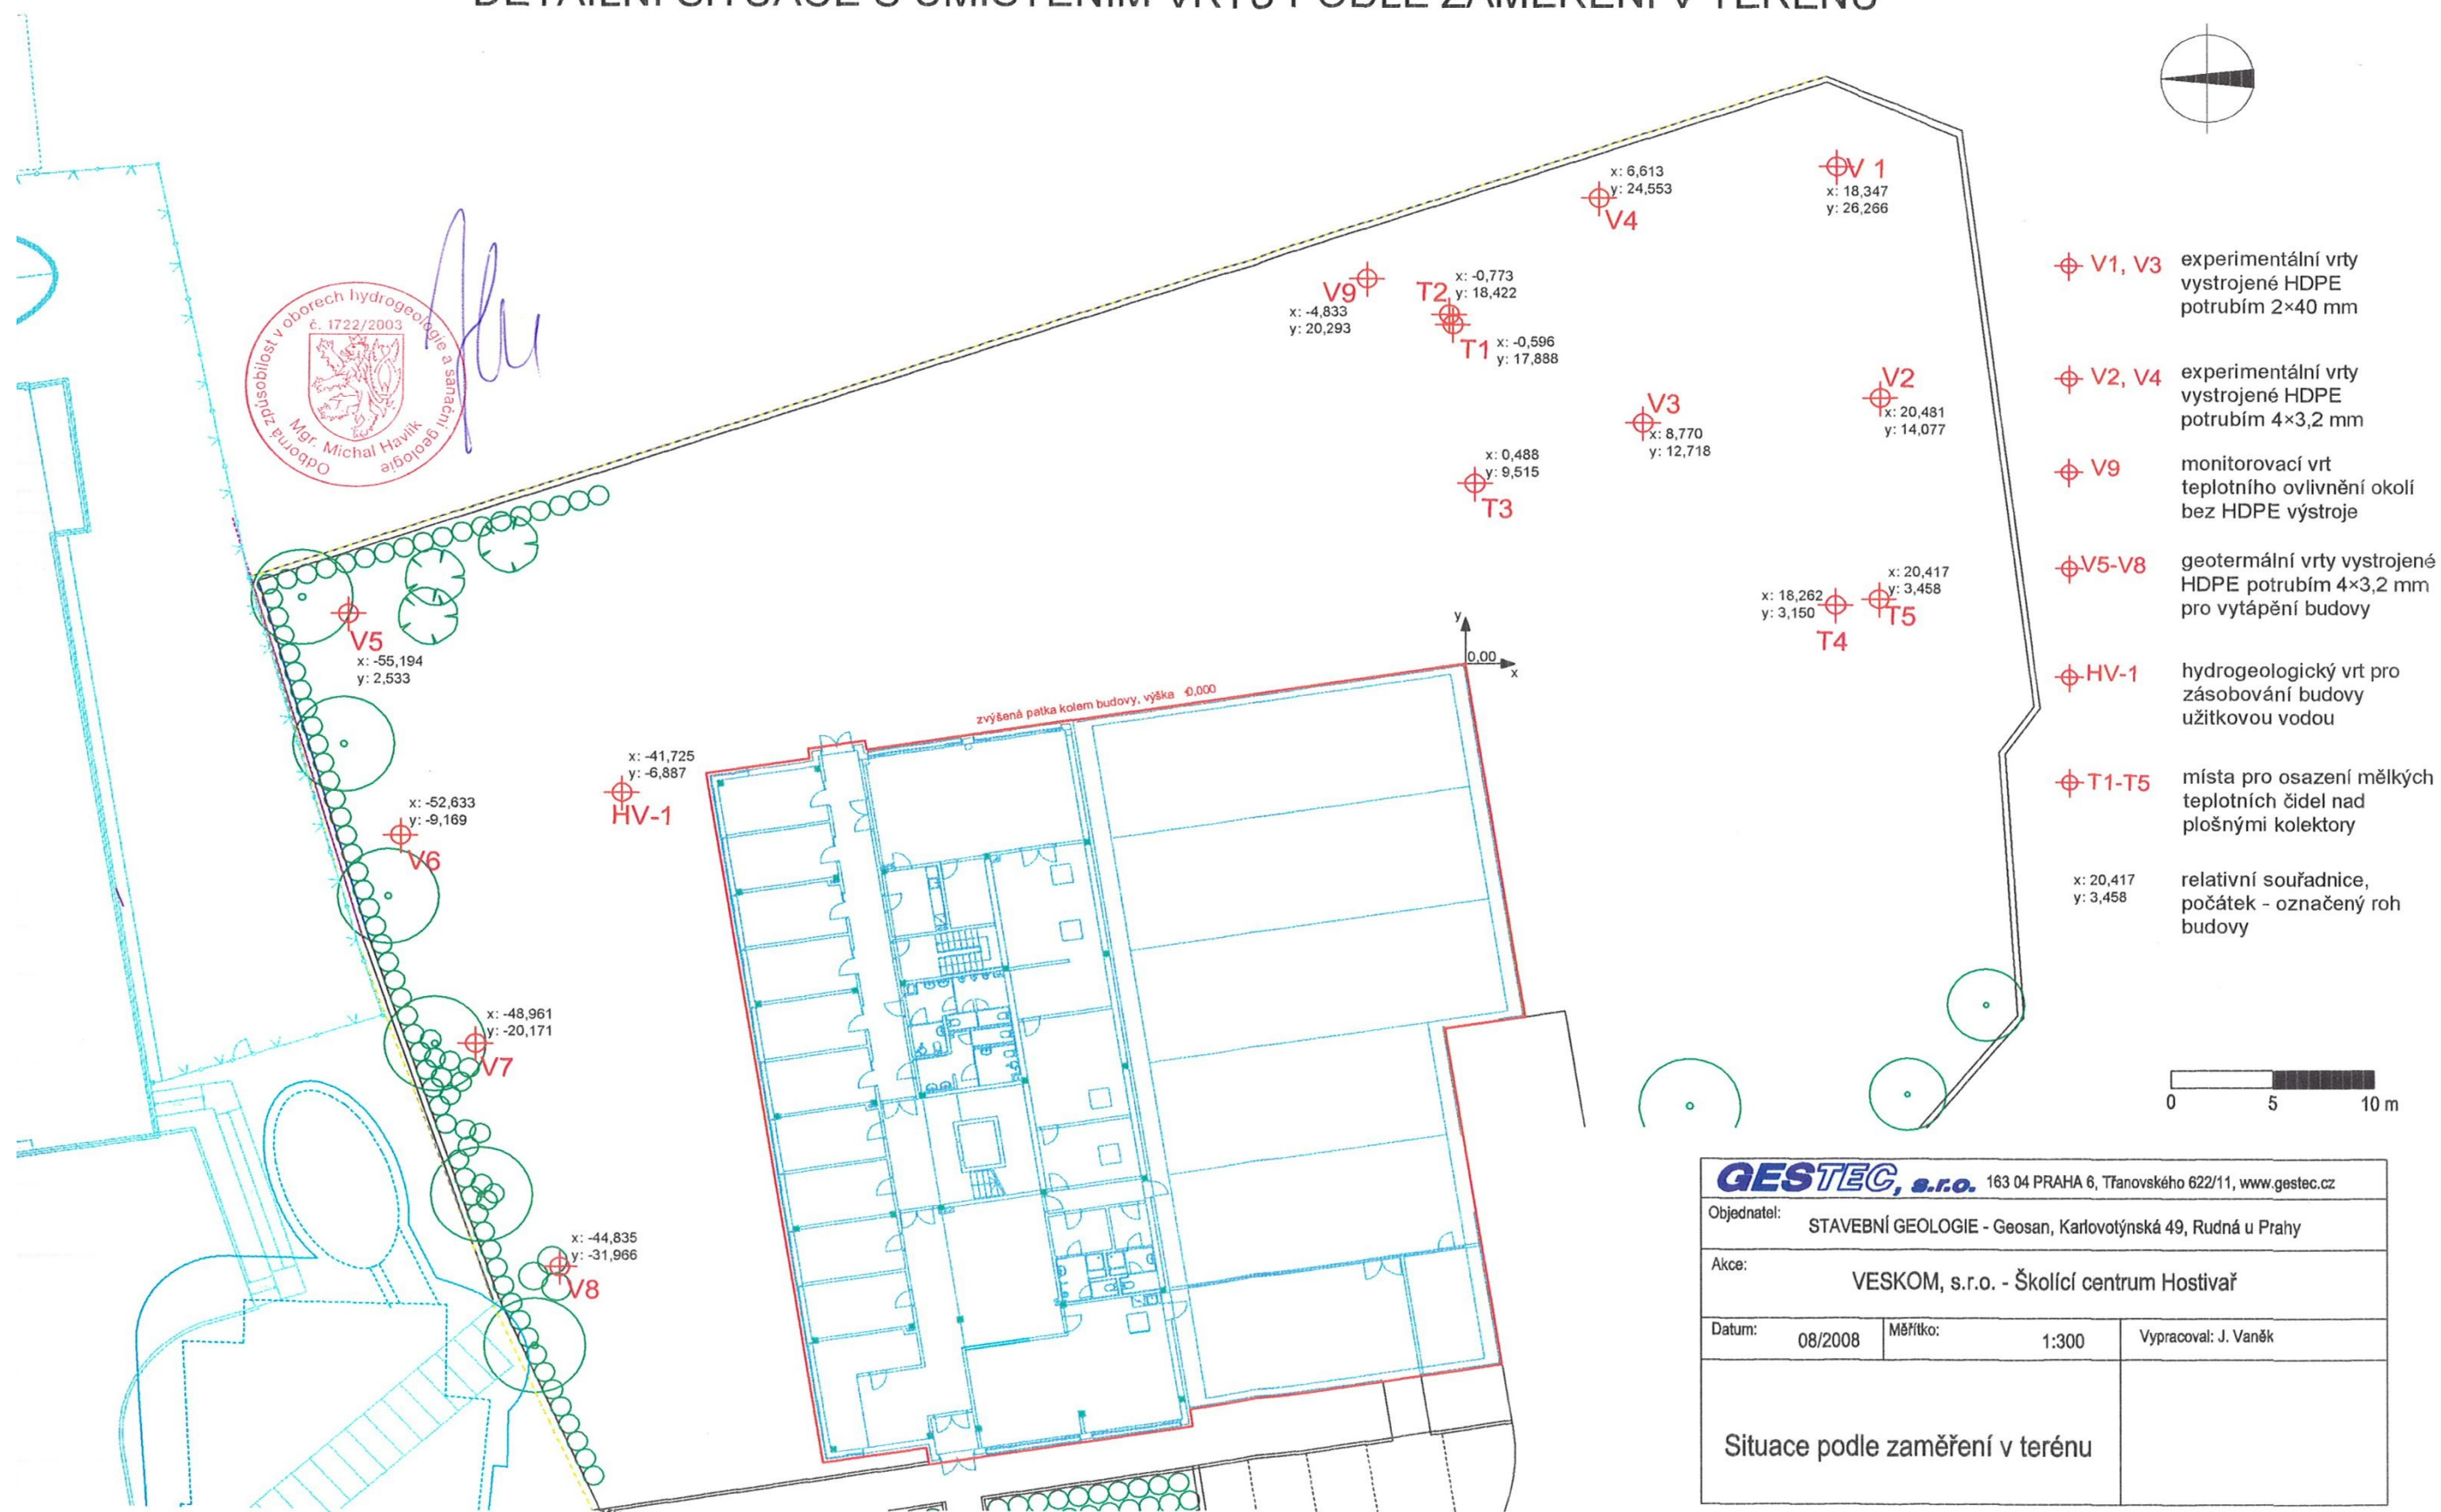 DETAILNÍ SITUACE S UMÍSTĚNÍM VRTŮ PODLE ZAMĚŘENÍ V TERÉNU
x: 6,613
y: 24,553
V4
V 1
x: 18,347
y: 26,266
V9
x: -4,833
y: 20,293
T2
x: -0,773
y: 18,422
T1
x: -0,596
y: 17,888
V2
x: 20,481
y: 14,077
V3
x: 8,770
y: 12,718
x: 0,488
y: 9,515
T3
x: 18,262
y: 3,150
T4
x: 20,417
y: 3,458
T5
Odborná způsobilost v oborech hydrogeologie a sanační geologie
č. 1722/2003
Mgr. Michal Havlík
V5
x: -55,194
y: 2,533
x: -52,633
y: -9,169
V6
x: -41,725
y: -6,887
HV-1
x: -48,961
y: -20,171
V7
x: -44,835
y: -31,966
V8
y
0,00
x
zvýšená patka kolem budovy, výška ±0,000
V1, V3
experimentální vrty
vystrojené HDPE
potrubím 2×40 mm
V2, V4
experimentální vrty
vystrojené HDPE
potrubím 4×3,2 mm
V9
monitorovací vrt
teplotního ovlivnění okolí
bez HDPE výstroje
V5-V8
geotermální vrty vystrojené
HDPE potrubím 4×3,2 mm
pro vytápění budovy
HV-1
hydrogeologický vrt pro
zásobování budovy
užitkovou vodou
T1-T5
místa pro osazení mělkých
teplotních čidel nad
plošnými kolektory
x: 20,417
y: 3,458
relativní souřadnice,
počátek - označený roh
budovy
0 5 10 m
GESTEC, s.r.o. 163 04 PRAHA 6, Třanovského 622/11, www.gestec.cz
Objednatel:
STAVEBNÍ GEOLOGIE - Geosan, Karlovotýnská 49, Rudná u Prahy
Akce:
VESKOM, s.r.o. - Školící centrum Hostivař
Datum: 08/2008 Měřítko: 1:300 Vypracoval: J. Vaněk
Situace podle zaměření v terénu